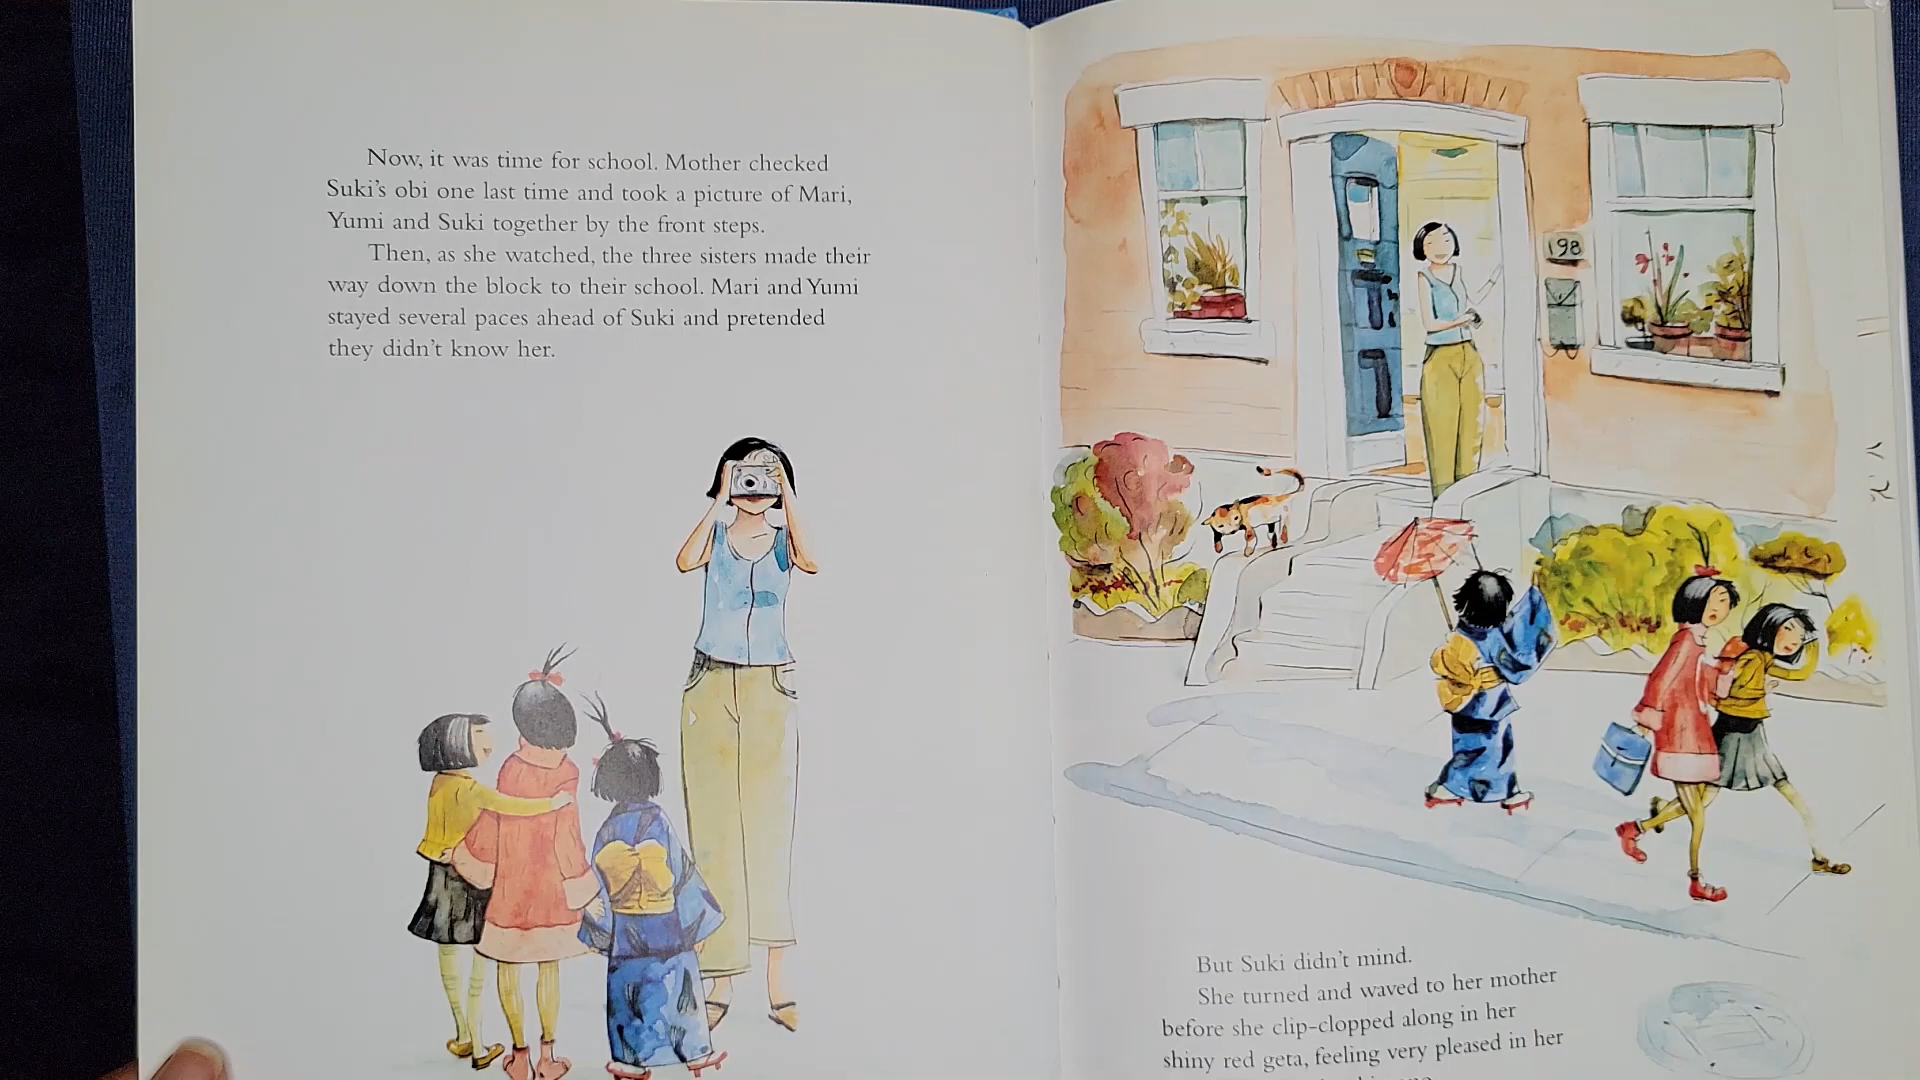 Now, it was time for school. Mother checked
Suki's obi one last time and took a picture of Mari,
Yumi and Suki together by the front steps.
Then, as she watched, the three sisters made their
way down the block to their school. Mari and Yumi
stayed several paces ahead of Suki and pretended
they didn't know her.
198
But Suki didn't mind.
She turned and waved to her mother
before she clip-clopped along in her
shiny red geta, feeling very pleased in her